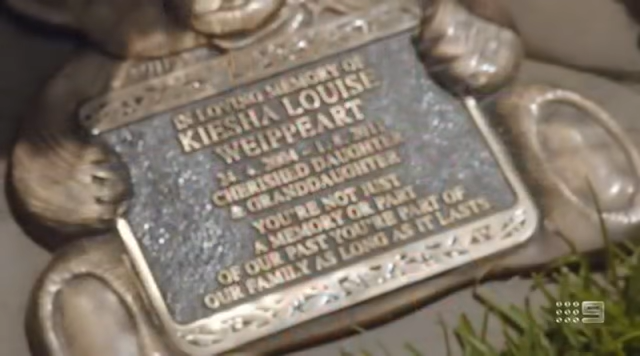 IN LOVING MEMORY OF
KIESHA LOUISE
WEIPPEART
CHERISHED DAUGHTER
& GRANDDAUGHTER
YOU'RE NOT JUST
A MEMORY OR PART
OF OUR PAST YOU'RE PART OF
OUR FAMILY AS LONG AS IT LASTS
9